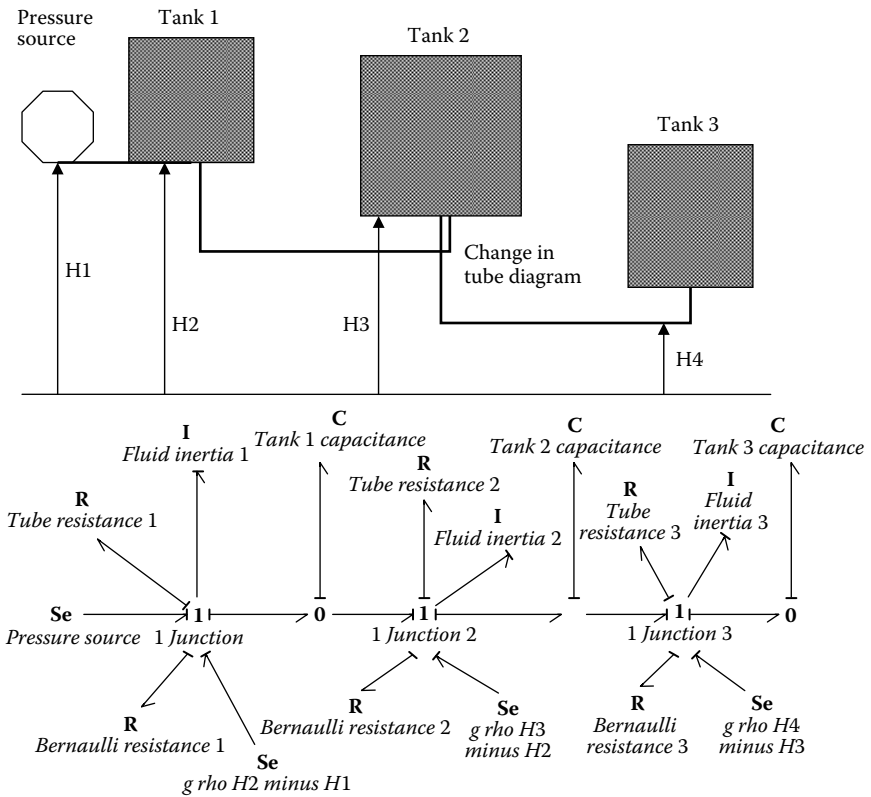 Pressure
source
Tank 1
Tank 2
Tank 3
Change in
tube diagram
H1
H2
H3
H4
I
Fluid inertia 1
C
Tank 1 capacitance
R
Tube resistance 1
R
Tube resistance 2
I
Fluid inertia 2
C
Tank 2 capacitance
R
Tube
resistance 3
I
Fluid
inertia 3
C
Tank 3 capacitance
Se
Pressure source
1
1 Junction
0
1
1 Junction 2
1
1 Junction 3
0
R
Bernaulli resistance 1
Se
g rho H2 minus H1
R
Bernaulli resistance 2
Se
g rho H3
minus H2
R
Bernaulli
resistance 3
Se
g rho H4
minus H3